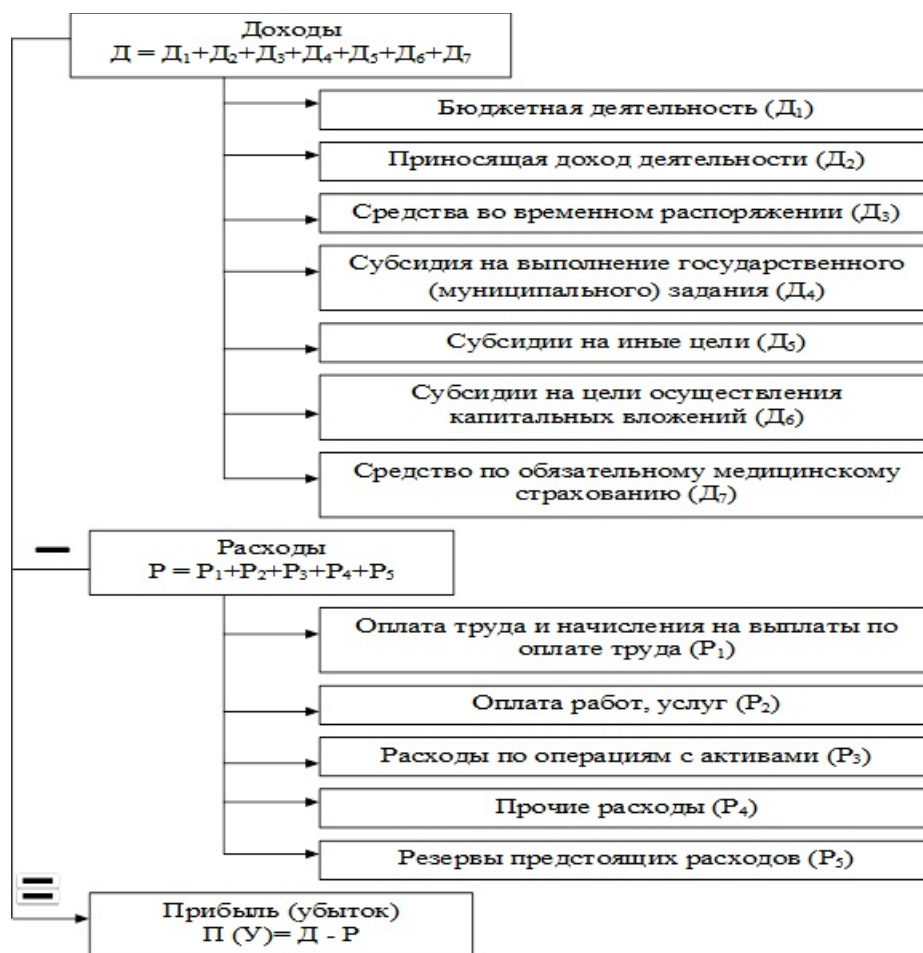 Доходы
Д = Д₁+Д₂+Д₃+Д₄+Д₅+Д₆+Д₇
Бюджетная деятельность (Д₁)
Приносящая доход деятельности (Д₂)
Средства во временном распоряжении (Д₃)
Субсидия на выполнение государственного
(муниципального) задания (Д₄)
Субсидии на иные цели (Д₅)
Субсидии на цели осуществления
капитальных вложений (Д₆)
Средство по обязательному медицинскому
страхованию (Д₇)
Расходы
Р = Р₁+Р₂+Р₃+Р₄+Р₅
Оплата труда и начисления на выплаты по
оплате труда (Р₁)
Оплата работ, услуг (Р₂)
Расходы по операциям с активами (Р₃)
Прочие расходы (Р₄)
Резервы предстоящих расходов (Р₅)
Прибыль (убыток)
П (У)= Д - Р